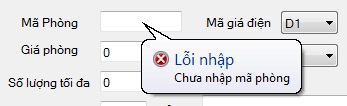 Mã Phòng
Mã giá điện D1
Giá phòng 0
Lỗi nhập
Chưa nhập mã phòng
Số lượng tối đa 0